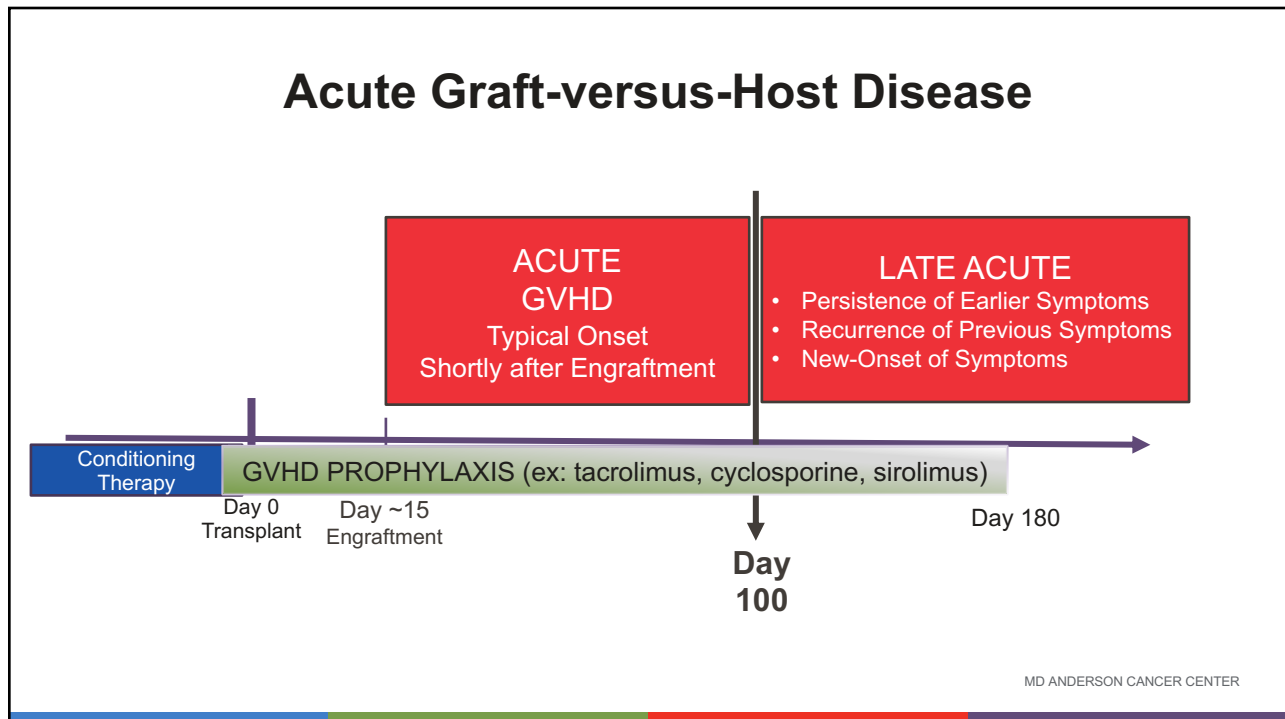 Acute Graft-versus-Host Disease
ACUTE
GVHD
Typical Onset
Shortly after Engraftment
LATE ACUTE
• Persistence of Earlier Symptoms
• Recurrence of Previous Symptoms
• New-Onset of Symptoms
Conditioning
Therapy
GVHD PROPHYLAXIS (ex: tacrolimus, cyclosporine, sirolimus)
Day 0
Transplant
Day ~15
Engraftment
Day 180
Day
100
MD ANDERSON CANCER CENTER